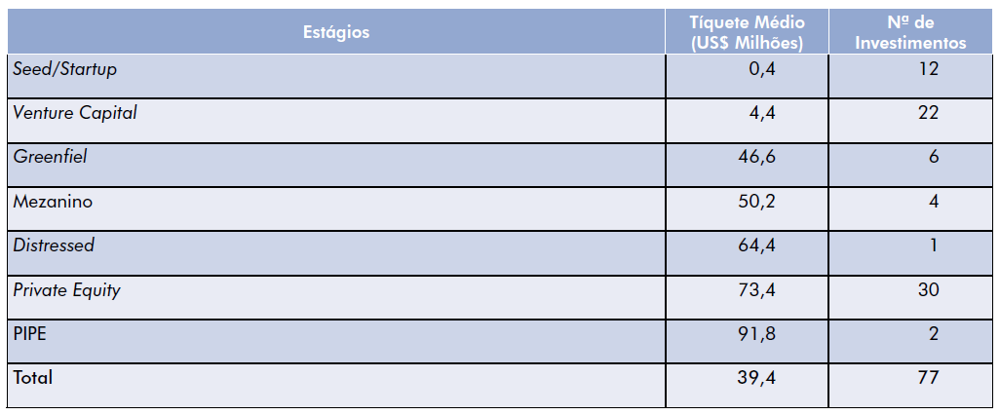 Estágios
Tíquete Médio
(US$ Milhões)
Nº de
Investimentos
Seed/Startup 0,4 12
Venture Capital 4,4 22
Greenfiel 46,6 6
Mezanino 50,2 4
Distressed 64,4 1
Private Equity 73,4 30
PIPE 91,8 2
Total 39,4 77